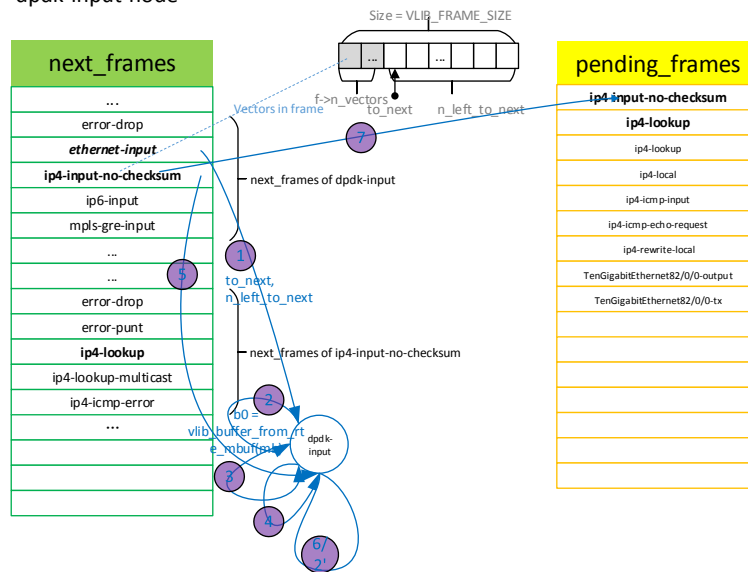 dpdk-input node
Size = VLIB_FRAME_SIZE
next_frames
...
error-drop
ethernet-input
ip4-input-no-checksum
ip6-input
mpls-gre-input
...
...
error-drop
error-punt
ip4-lookup
ip4-lookup-multicast
ip4-icmp-error
...
... ...
f->n_vectors
to_next
n_left_to_next
Vectors in frame
7
next_frames of dpdk-input
1
to_next,
n_left_to_next
5
next_frames of ip4-input-no-checksum
2
b0 =
vlib_buffer_from_rt
e_mbuf(mb)
dpdk-
input
3
4
6/
2'
pending_frames
ip4-input-no-checksum
ip4-lookup
ip4-lookup
ip4-local
ip4-icmp-input
ip4-icmp-echo-request
ip4-rewrite-local
TenGigabitEthernet82/0/0-output
TenGigabitEthernet82/0/0-tx